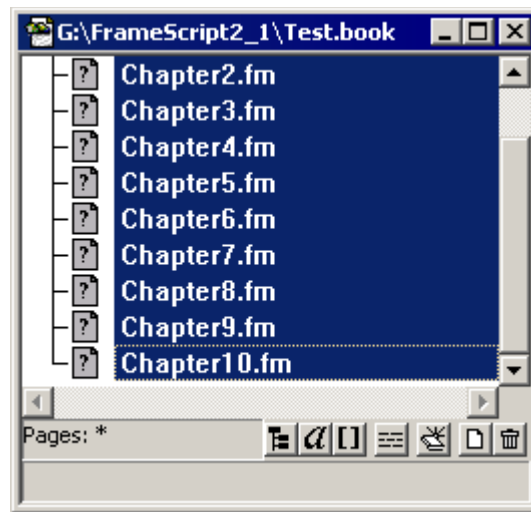 G:\FrameScript2_1\Test.book
Chapter2.fm
Chapter3.fm
Chapter4.fm
Chapter5.fm
Chapter6.fm
Chapter7.fm
Chapter8.fm
Chapter9.fm
Chapter10.fm
Pages: *